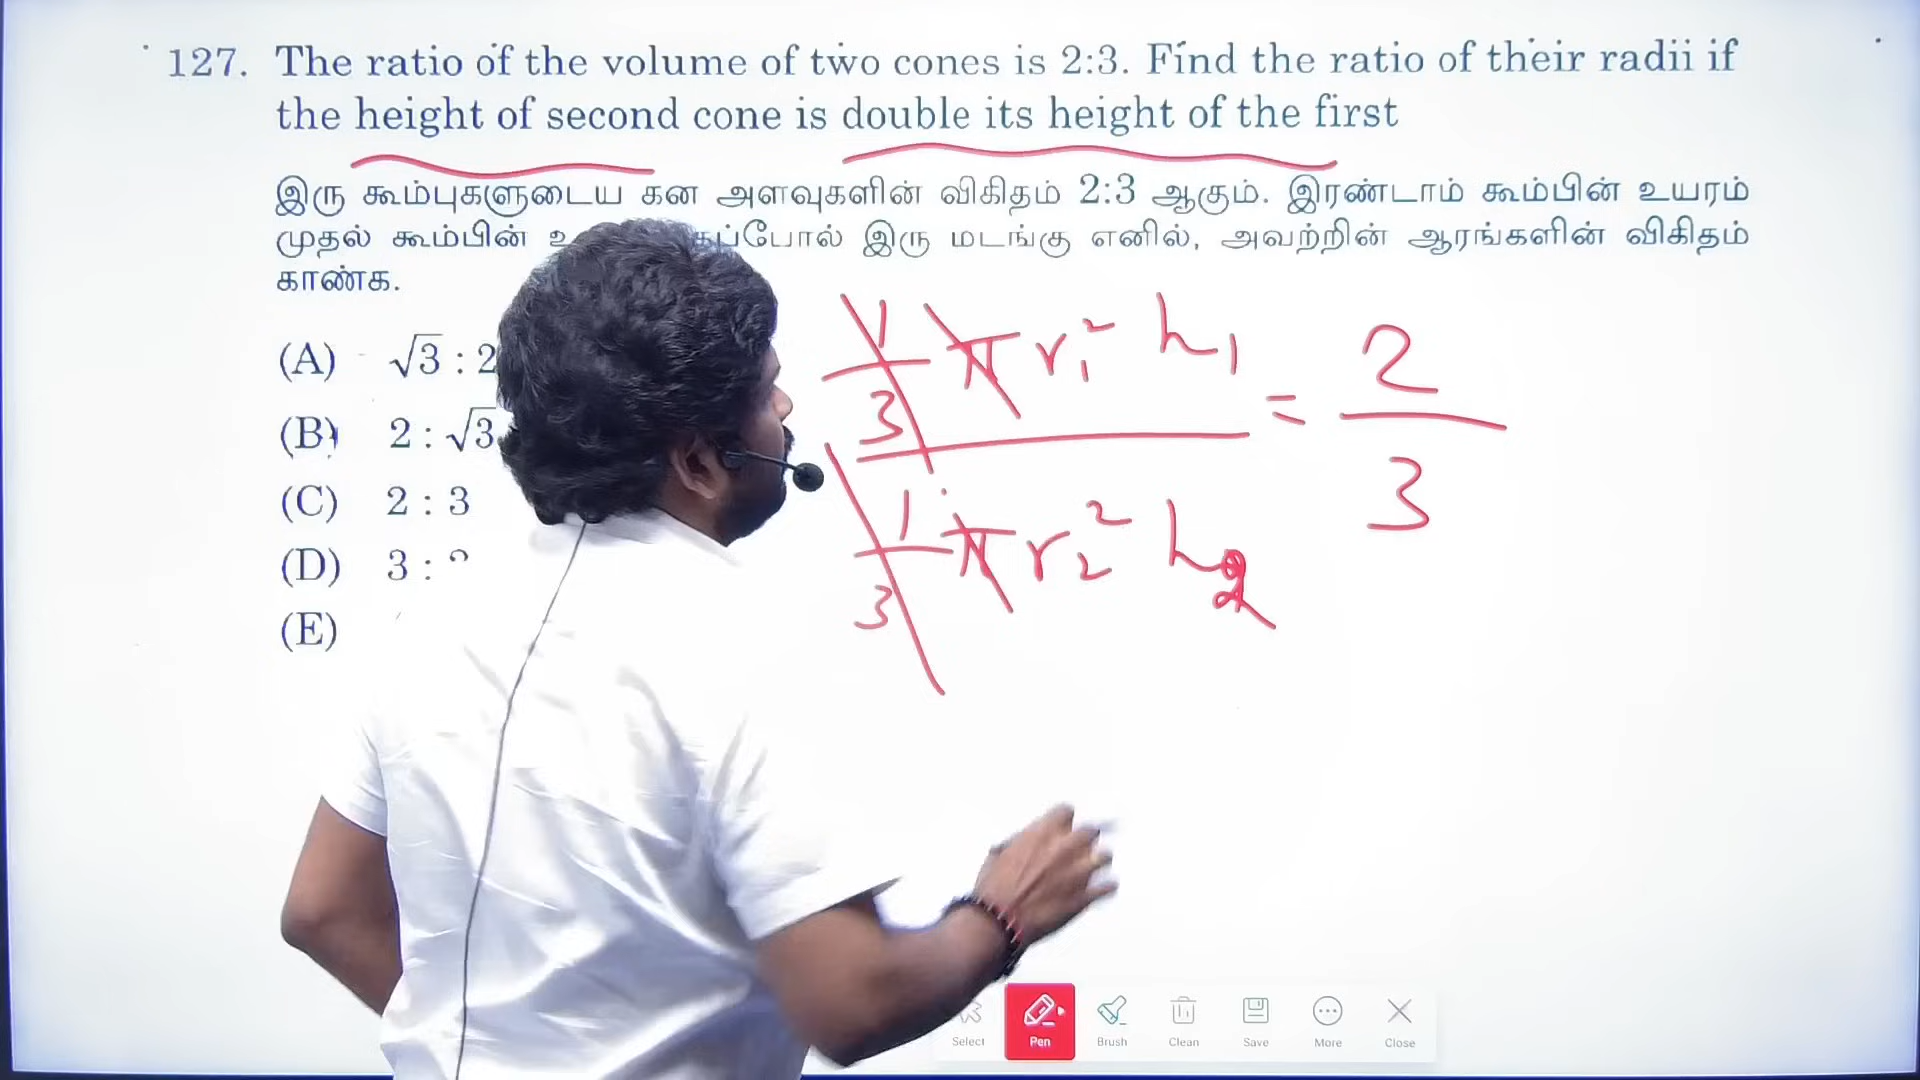 127. The ratio of the volume of two cones is 2:3. Find the ratio of their radii if
the height of second cone is double its height of the first
இரு கூம்புகளுடைய கன அளவுகளின் விகிதம் 2:3 ஆகும். இரண்டாம் கூம்பின் உயரம்
முதல் கூம்பின் இரு மடங்கு எனில், அவற்றின் ஆரங்களின் விகிதம்
காண்க.
(A) √3 : 2
(B) 2 : √3
(C) 2 : 3
(D) 3 :
(E)
1/3 π r₁² h₁ = 2/3
1/3 π r₂² h₂
Select Pen Brush Clean Save More Close